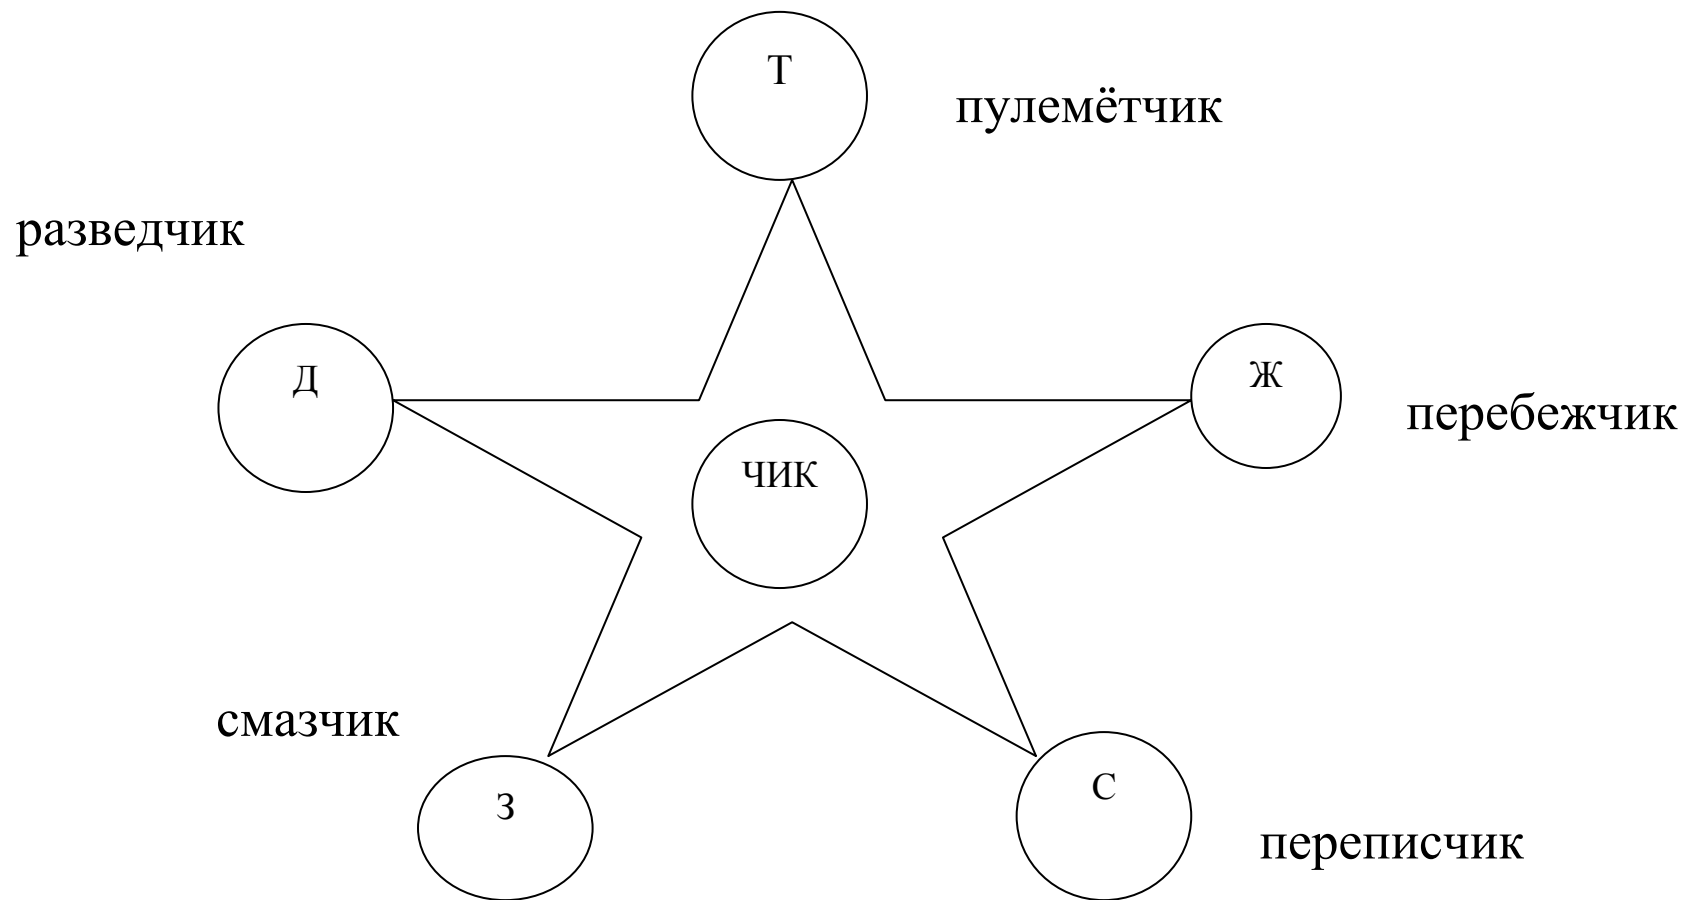 Т
пулемётчик
разведчик
Д
Ж
перебежчик
ЧИК
смазчик
З
С
переписчик